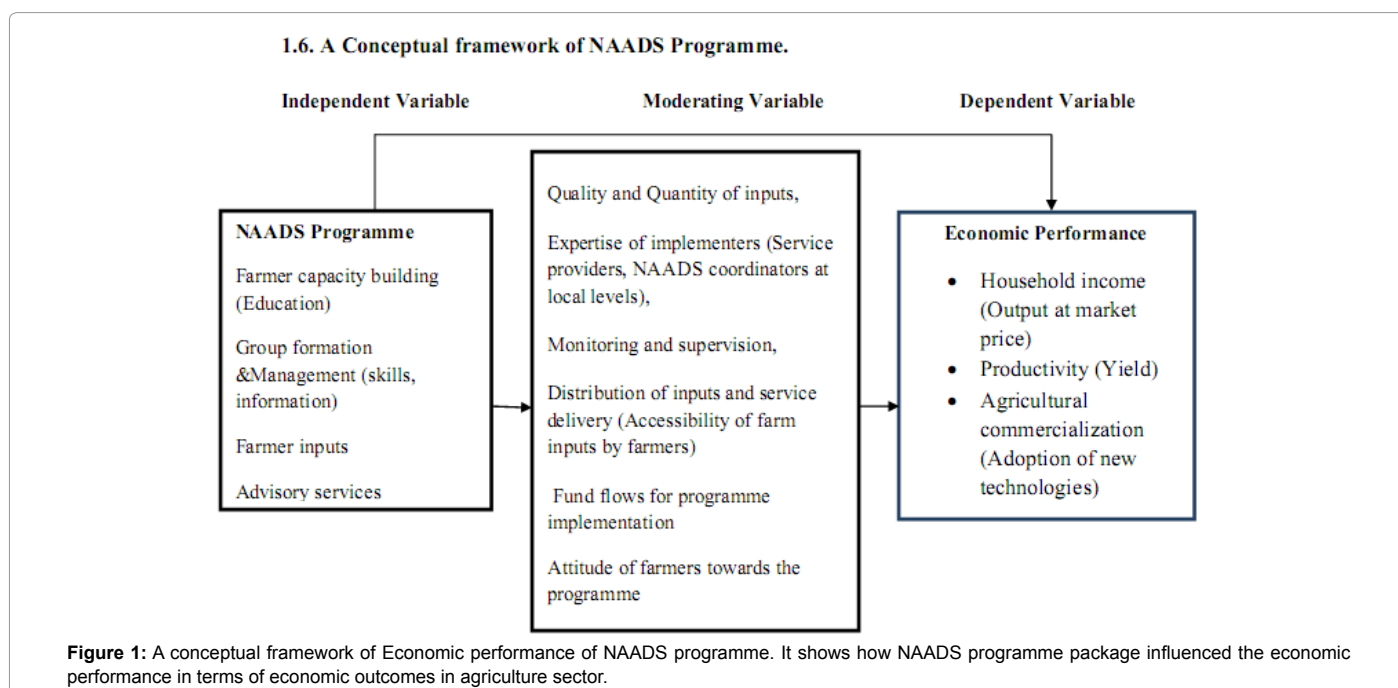 1.6. A Conceptual framework of NAADS Programme.
Independent Variable
Moderating Variable
Dependent Variable
NAADS Programme
Farmer capacity building
(Education)
Group formation
&Management (skills,
information)
Farmer inputs
Advisory services
Quality and Quantity of inputs,
Expertise of implementers (Service
providers, NAADS coordinators at
local levels),
Monitoring and supervision,
Distribution of inputs and service
delivery (Accessibility of farm
inputs by farmers)
Fund flows for programme
implementation
Attitude of farmers towards the
programme
Economic Performance
• Household income
(Output at market
price)
• Productivity (Yield)
• Agricultural
commercialization
(Adoption of new
technologies)
Figure 1: A conceptual framework of Economic performance of NAADS programme. It shows how NAADS programme package influenced the economic
performance in terms of economic outcomes in agriculture sector.